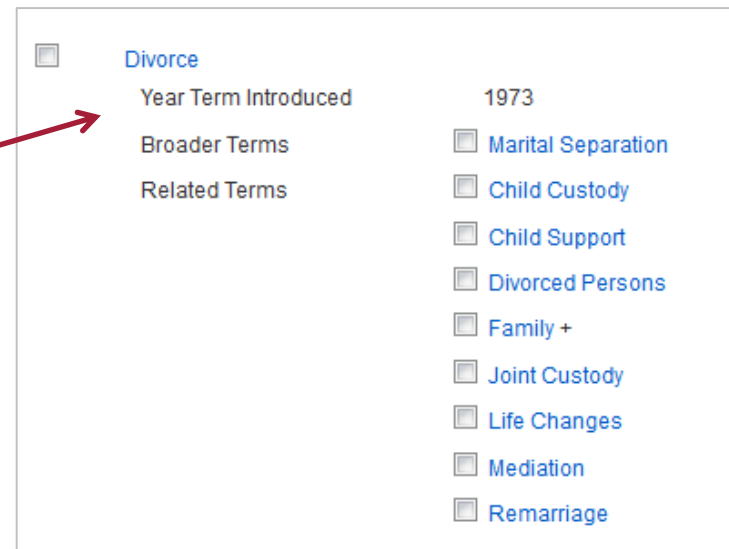 Divorce
Year Term Introduced 1973
Broader Terms Marital Separation
Related Terms Child Custody
Child Support
Divorced Persons
Family +
Joint Custody
Life Changes
Mediation
Remarriage